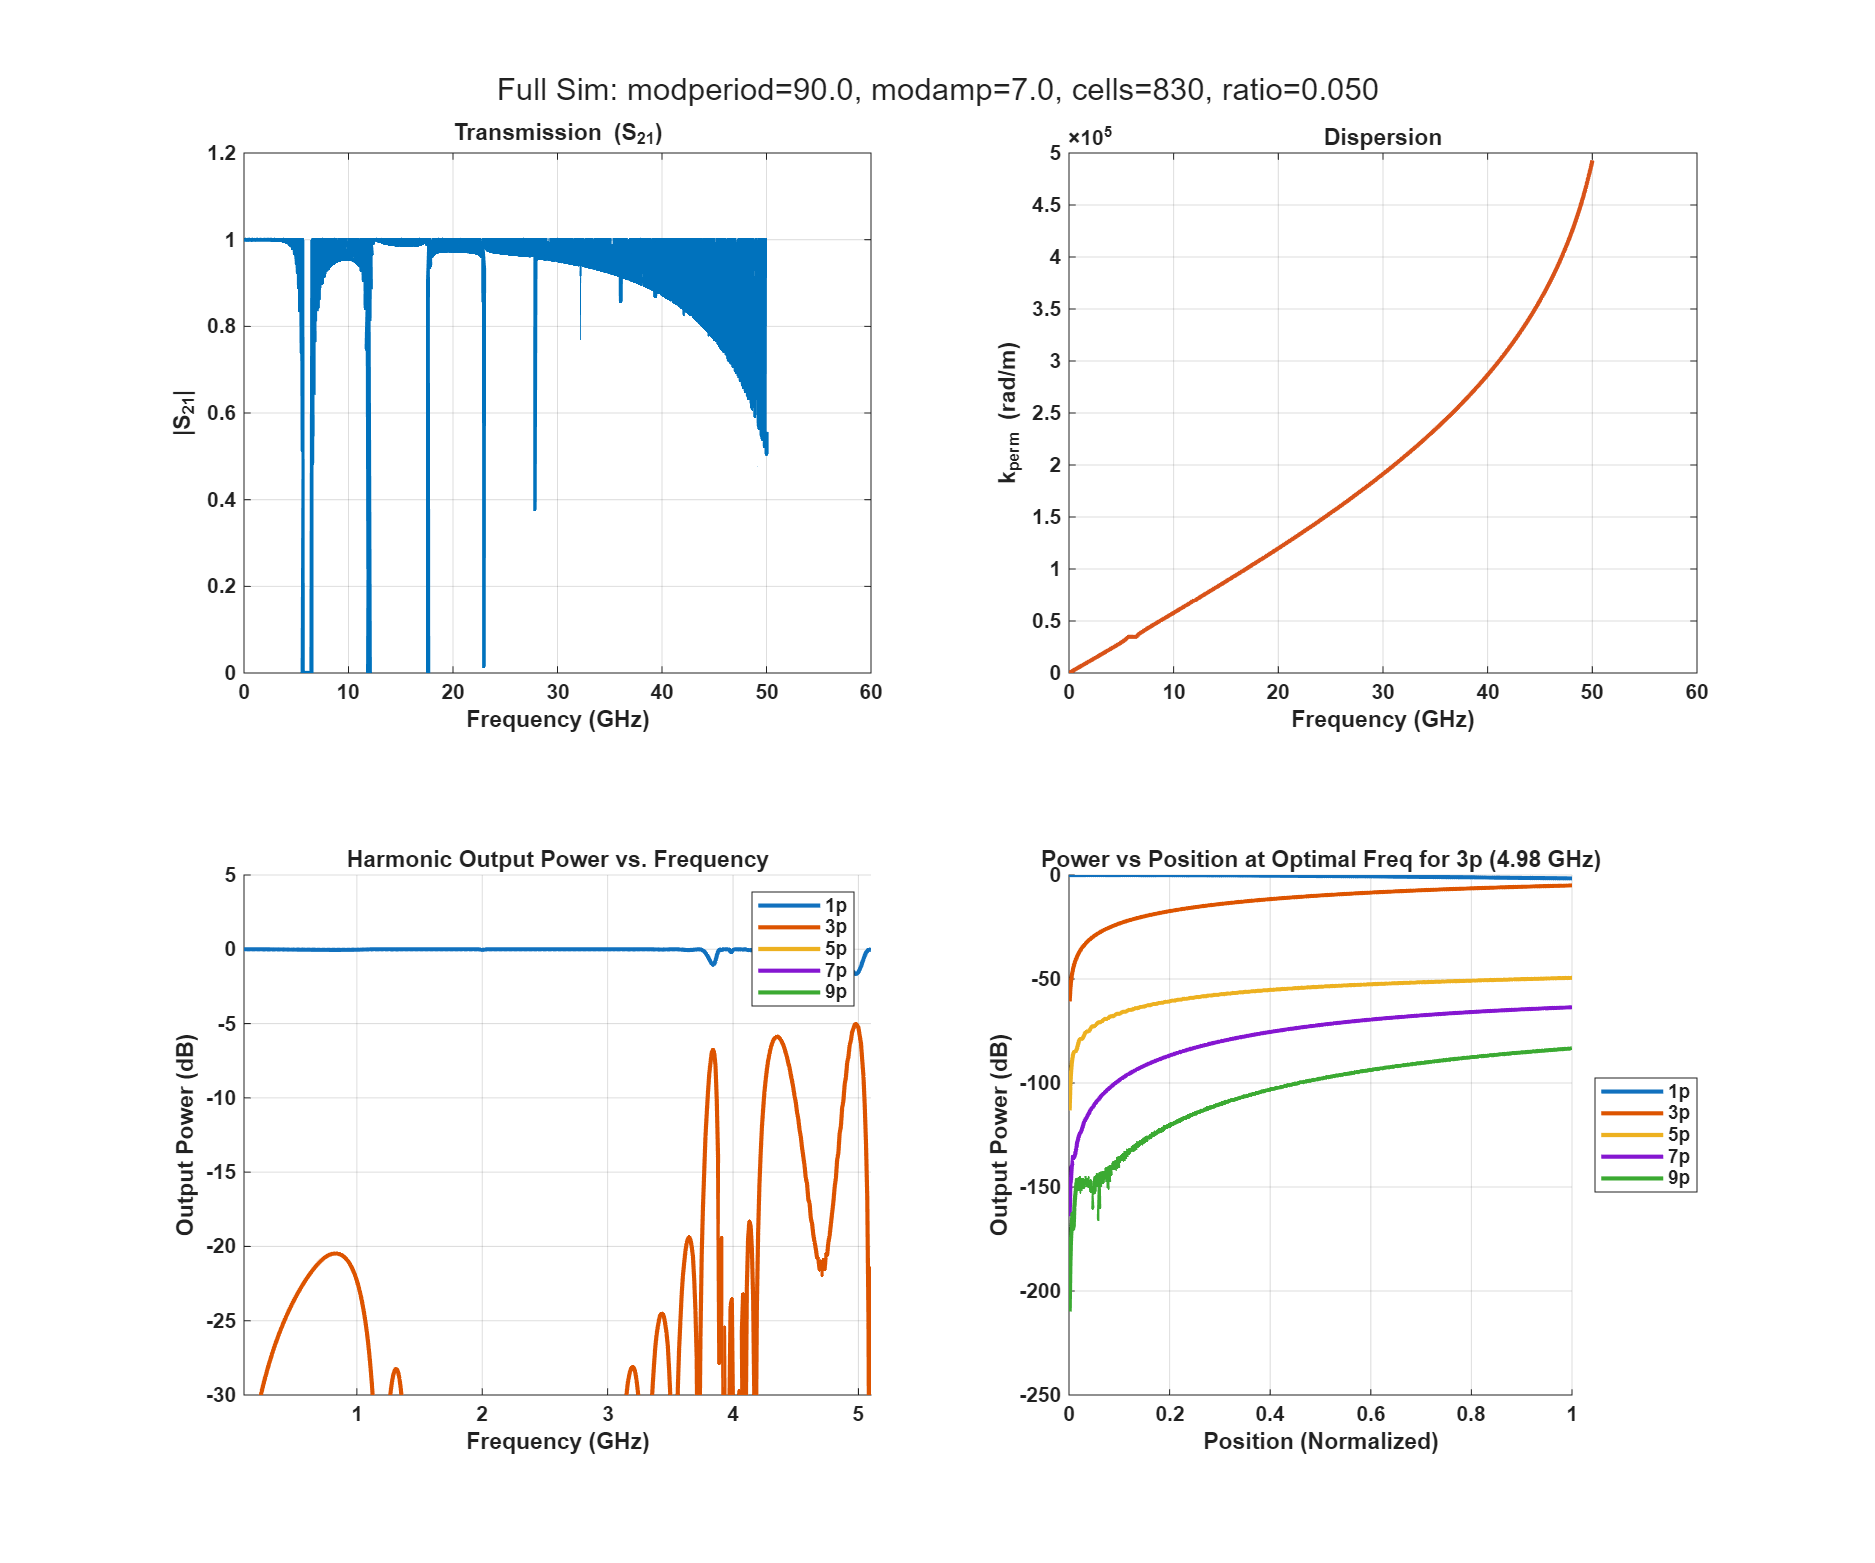 Full Sim: modperiod=90.0, modamp=7.0, cells=830, ratio=0.050
Transmission (S21)
1.2
1
0.8
0.6
0.4
0.2
0
|S21|
0 10 20 30 40 50 60
Frequency (GHz)
×10^5
Dispersion
5
4.5
4
3.5
3
2.5
2
1.5
1
0.5
0
kperm (rad/m)
0 10 20 30 40 50 60
Frequency (GHz)
Harmonic Output Power vs. Frequency
5
0
-5
-10
-15
-20
-25
-30
Output Power (dB)
1p
3p
5p
7p
9p
1 2 3 4 5
Frequency (GHz)
Power vs Position at Optimal Freq for 3p (4.98 GHz)
0
-50
-100
-150
-200
-250
Output Power (dB)
1p
3p
5p
7p
9p
0 0.2 0.4 0.6 0.8 1
Position (Normalized)